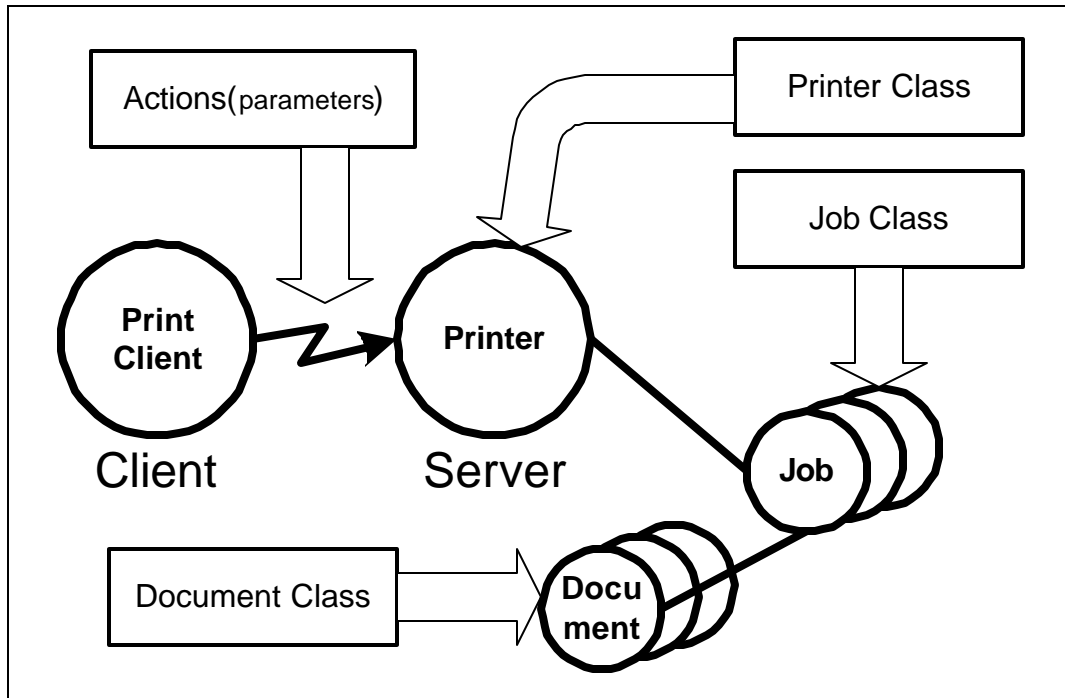 Actions(parameters)
Printer Class
Job Class
Print
Client
Printer
Client
Server
Job
Document Class
Docu
ment